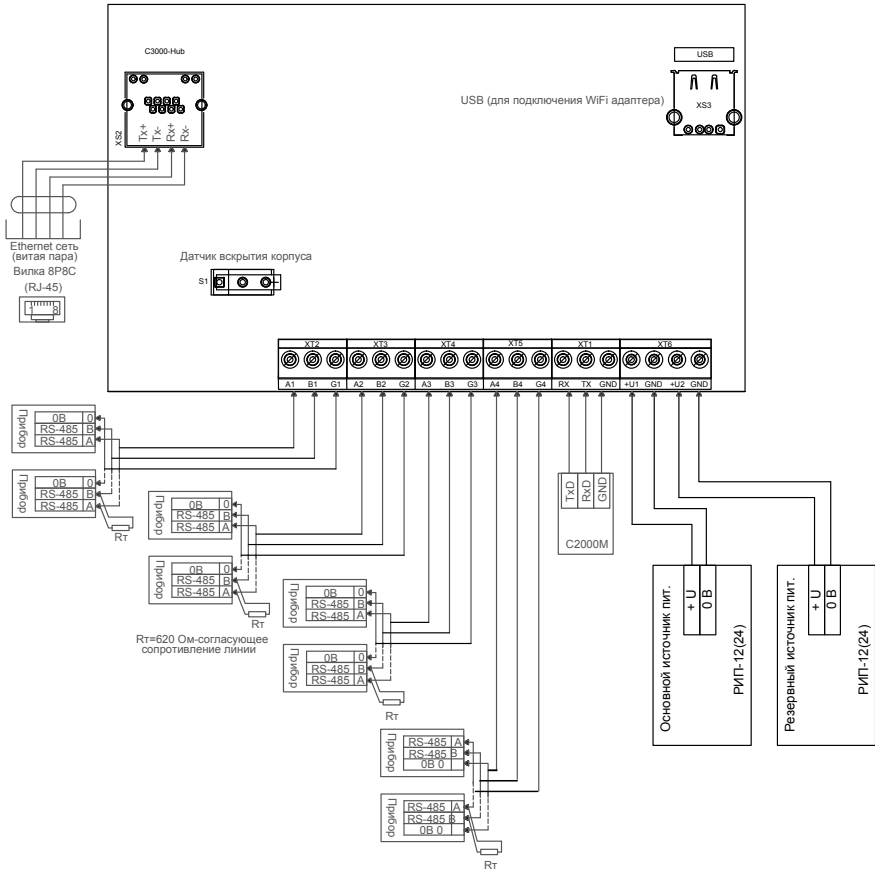 C3000-Hub
USB
XS3
USB (для подключения WiFi адаптера)
XS2
Tx+
Tx-
Rx+
Rx-
Ethernet сеть
(витая пара)
Вилка 8P8C
(RJ-45)
1 8
Датчик вскрытия корпуса
S1
XT2 XT3 XT4 XT5 XT1 XT6
A1 B1 G1 A2 B2 G2 A3 B3 G3 A4 B4 G4 RX TX GND +U1 GND +U2 GND
Прибор
0В 0
RS-485 B
RS-485 A
Прибор
0В 0
RS-485 B
RS-485 A
Rт
Прибор
0В 0
RS-485 B
RS-485 A
Прибор
0В 0
RS-485 B
RS-485 A
Rт
Rт=620 Ом-согласующее
сопротивление линии
Прибор
0В 0
RS-485 B
RS-485 A
Прибор
0В 0
RS-485 B
RS-485 A
Rт
Прибор
RS-485 A
RS-485 B
0В 0
Прибор
RS-485 A
RS-485 B
0В 0
Rт
TxD
RxD
GND
C2000M
Основной источник пит.
+ U
0 В
РИП-12(24)
Резервный источник пит.
+ U
0 В
РИП-12(24)